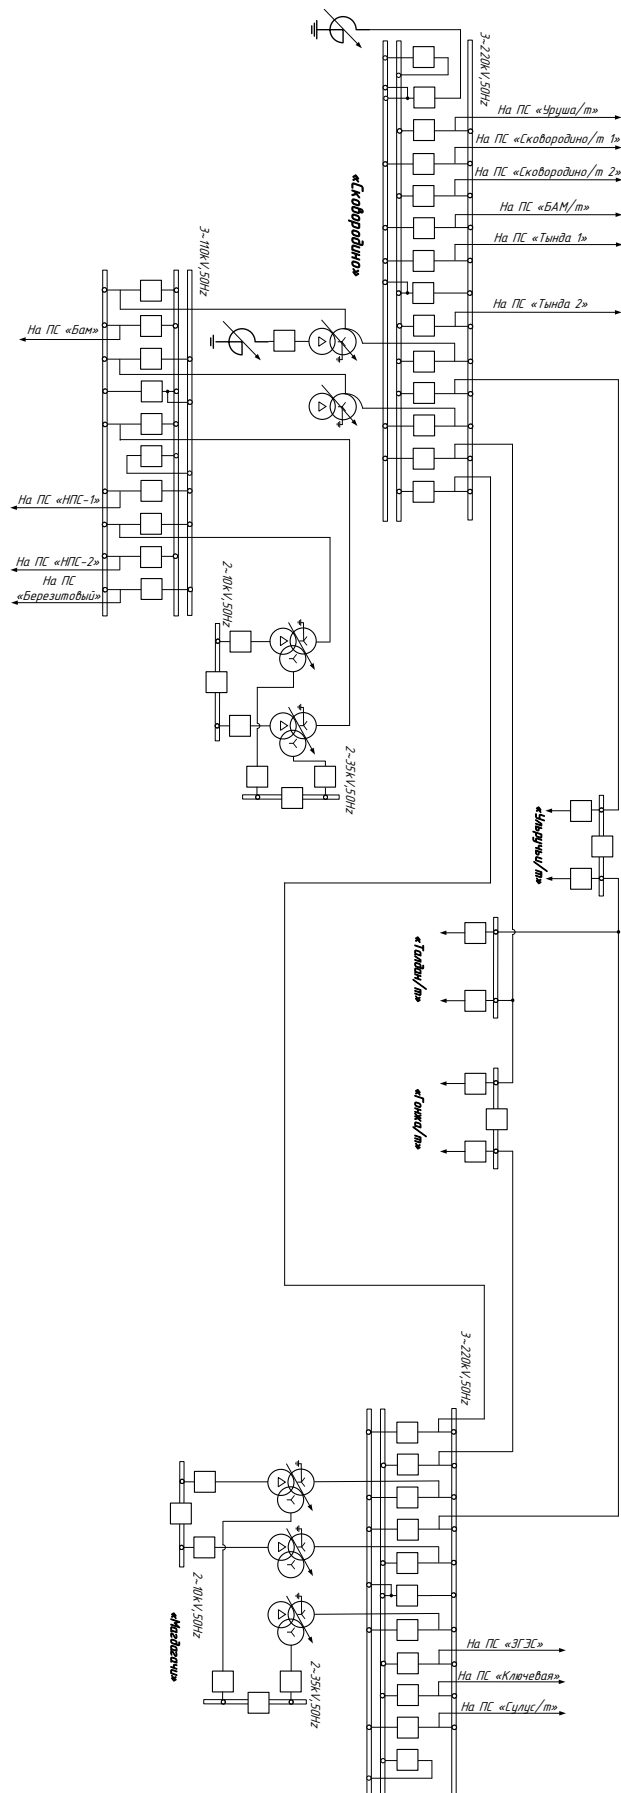 3~220kV,50Hz
На ПС «Уруша/т»
На ПС «Сковородино/т 1»
На ПС «Сковородино/т 2»
«Сковородино»
На ПС «БАМ/т»
На ПС «Тында 1»
3~110kV,50Hz
На ПС «Тында 2»
На ПС «Бам»
На ПС «НПС-1»
На ПС «НПС-2»
На ПС
«Березитовый»
2~10kV,50Hz
2~35kV,50Hz
«Ульручьи/т»
«Талдан/т»
«Гонжа/т»
3~220kV,50Hz
2~10kV,50Hz
«Магдагачи»
На ПС «ЗГЭС»
На ПС «Ключевая»
2~35kV,50Hz
На ПС «Сулус/т»